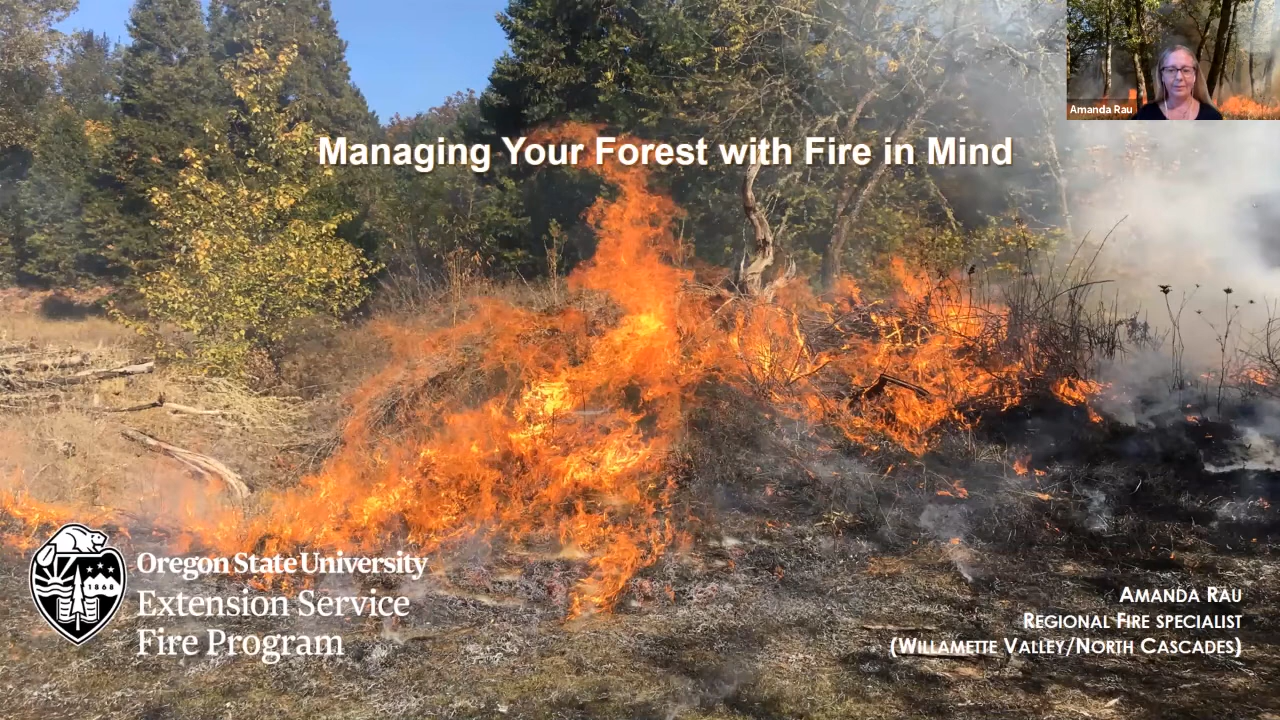 Amanda Rau
Managing Your Forest with Fire in Mind
1868
Oregon State University
Extension Service
Fire Program
AMANDA RAU
REGIONAL FIRE SPECIALIST
(WILLAMETTE VALLEY/NORTH CASCADES)